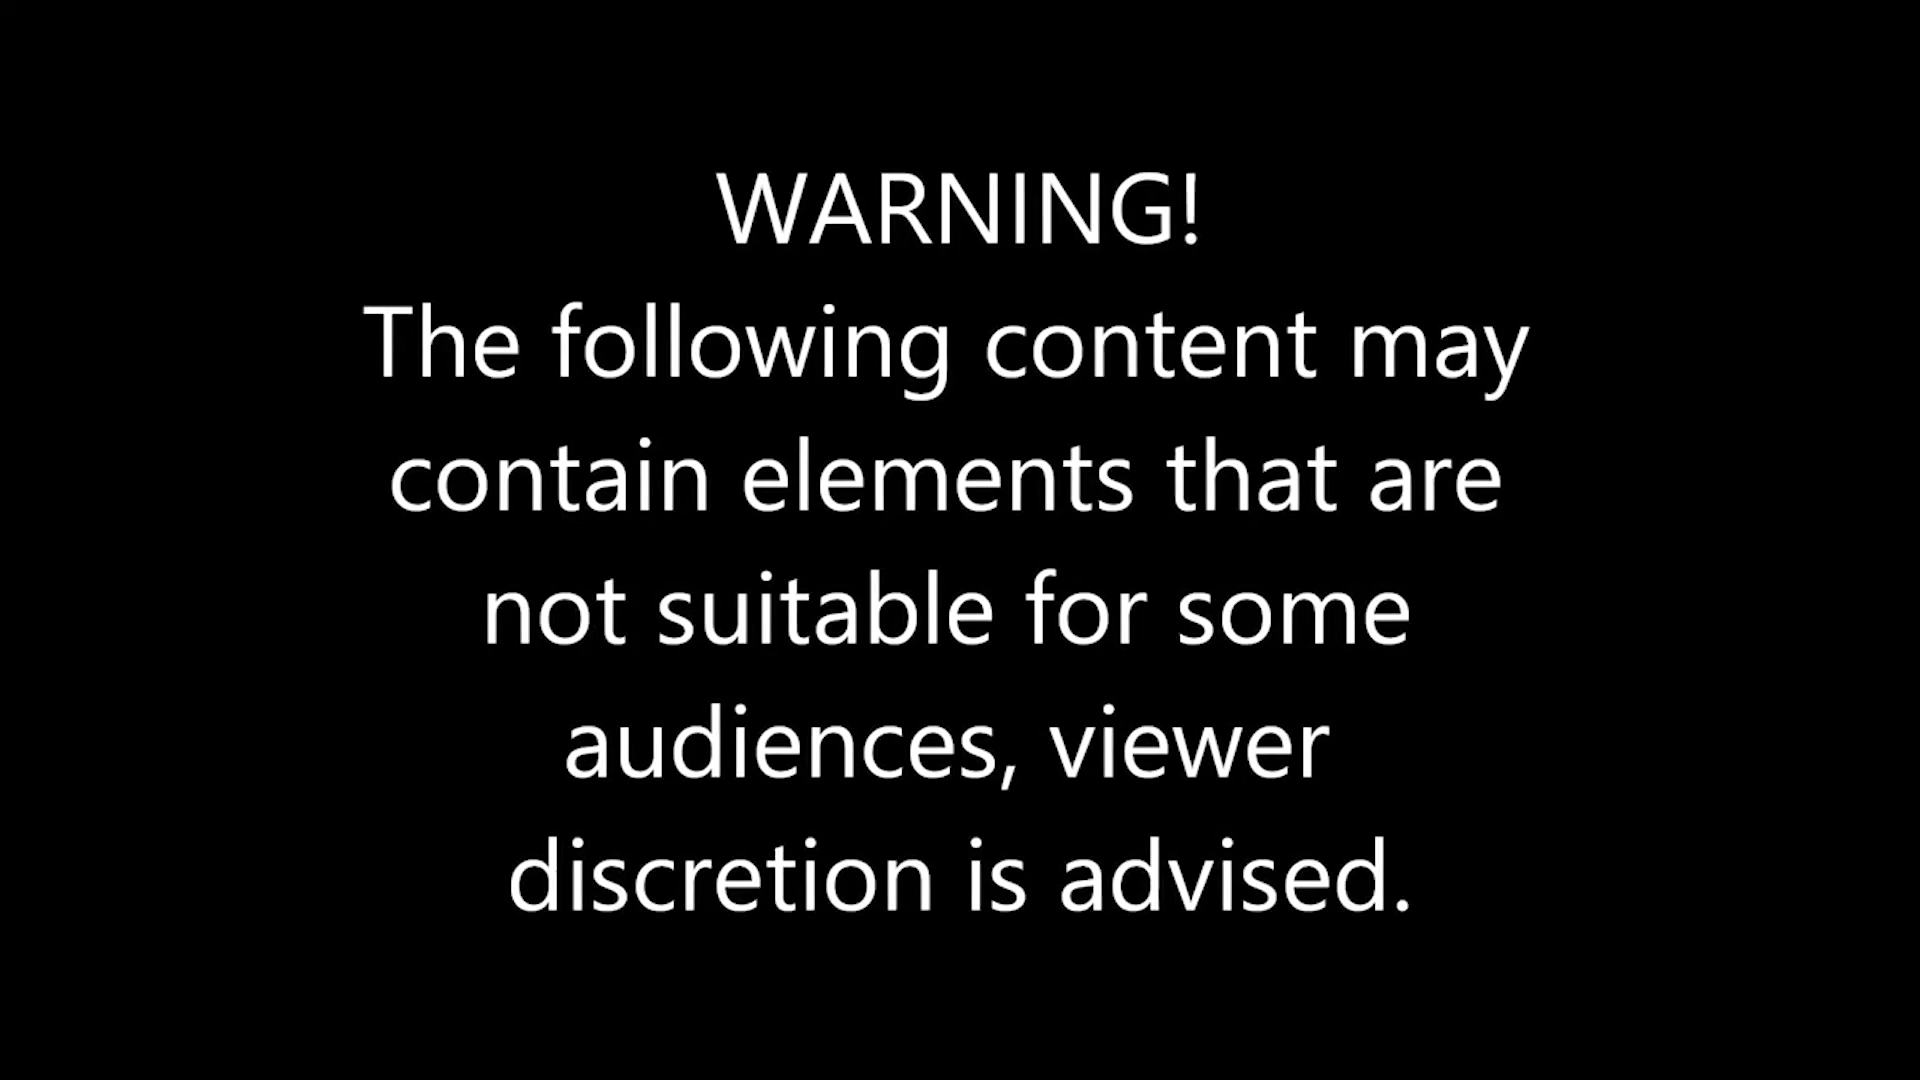 WARNING!
The following content may
contain elements that are
not suitable for some
audiences, viewer
discretion is advised.